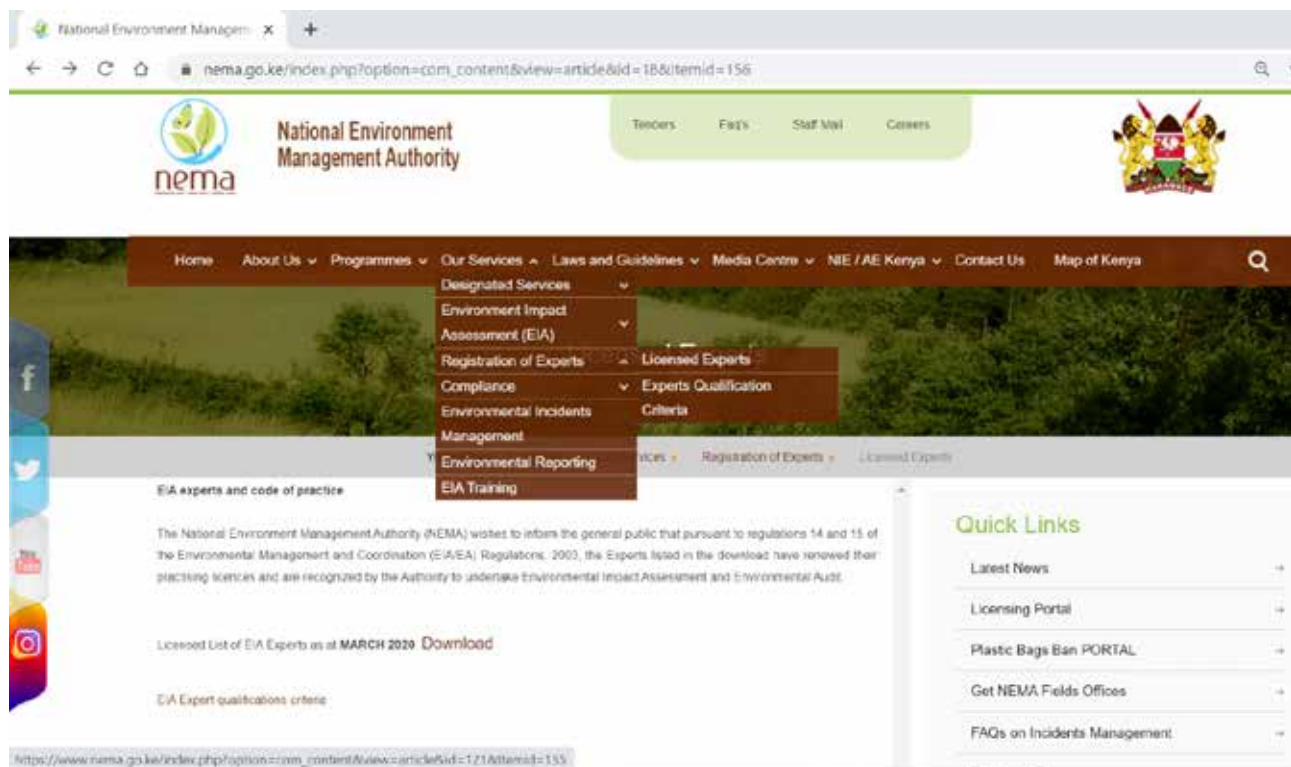 National Environment Managem
nema.go.ke/index.php?option=com_content&view=article&id=18&Itemid=156
nema
National Environment
Management Authority
Tenders Faq's Staff Mail Careers
Home About Us Programmes Our Services Laws and Guidelines Media Centre NIE / AE Kenya Contact Us Map of Kenya
Designated Services
Environment Impact
Assessment (EIA)
Registration of Experts
Licensed Experts
Compliance
Experts Qualification
Criteria
Environmental Incidents
Management
Environmental Reporting
EIA Training
Registration of Experts Licensed Experts
EIA experts and code of practice
The National Environment Management Authority (NEMA) wishes to inform the general public that pursuant to regulations 14 and 15 of
the Environmental Management and Coordination (EIA/EA) Regulations, 2003, the Experts listed in the download have renewed their
practising licences and are recognized by the Authority to undertake Environmental Impact Assessment and Environmental Audit.
Licensed List of EIA Experts as at MARCH 2020 Download
EIA Expert qualifications criteria
Quick Links
Latest News
Licensing Portal
Plastic Bags Ban PORTAL
Get NEMA Fields Offices
FAQs on Incidents Management
https://www.nema.go.ke/index.php?option=com_content&view=article&id=121&Itemid=155